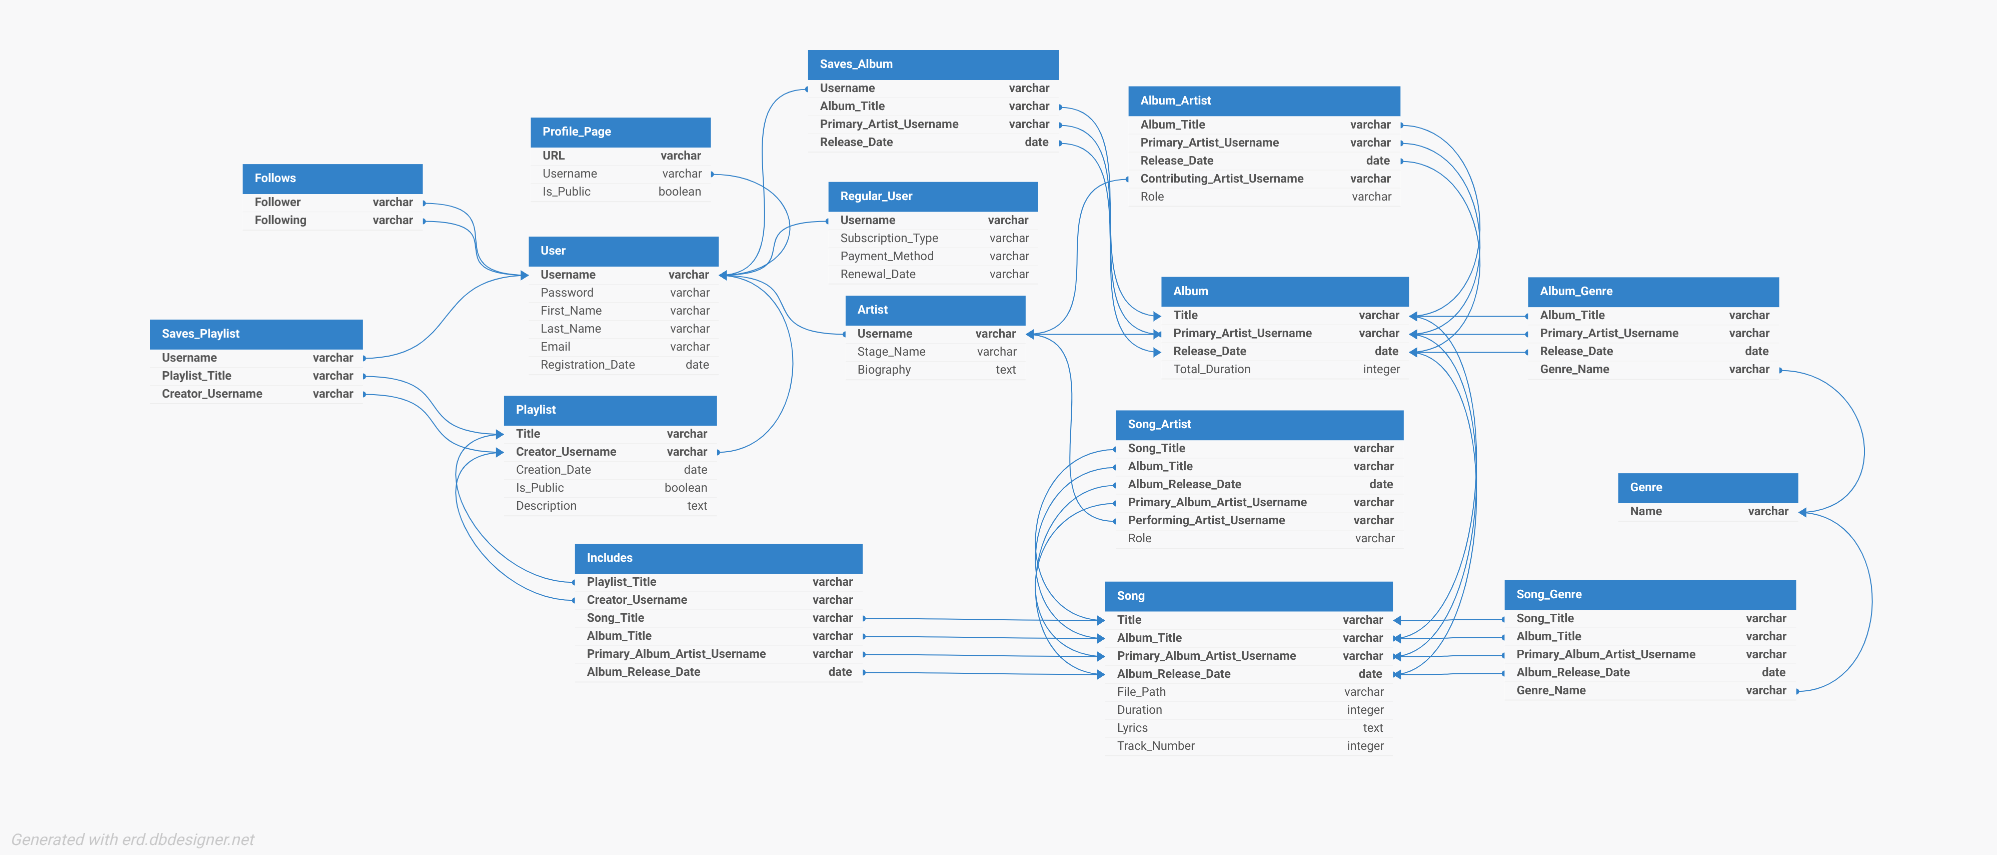 Saves_Album
Username varchar
Album_Title varchar
Primary_Artist_Username varchar
Release_Date date
Album_Artist
Album_Title varchar
Primary_Artist_Username varchar
Release_Date date
Contributing_Artist_Username varchar
Role varchar
Profile_Page
URL varchar
Username varchar
Is_Public boolean
Follows
Follower varchar
Following varchar
Regular_User
Username varchar
Subscription_Type varchar
Payment_Method varchar
Renewal_Date varchar
User
Username varchar
Password varchar
First_Name varchar
Last_Name varchar
Email varchar
Registration_Date date
Artist
Username varchar
Stage_Name varchar
Biography text
Album
Title varchar
Primary_Artist_Username varchar
Release_Date date
Total_Duration integer
Album_Genre
Album_Title varchar
Primary_Artist_Username varchar
Release_Date date
Genre_Name varchar
Saves_Playlist
Username varchar
Playlist_Title varchar
Creator_Username varchar
Playlist
Title varchar
Creator_Username varchar
Creation_Date date
Is_Public boolean
Description text
Song_Artist
Song_Title varchar
Album_Title varchar
Album_Release_Date date
Primary_Album_Artist_Username varchar
Performing_Artist_Username varchar
Role varchar
Genre
Name varchar
Includes
Playlist_Title varchar
Creator_Username varchar
Song_Title varchar
Album_Title varchar
Primary_Album_Artist_Username varchar
Album_Release_Date date
Song
Title varchar
Album_Title varchar
Primary_Album_Artist_Username varchar
Album_Release_Date date
File_Path varchar
Duration integer
Lyrics text
Track_Number integer
Song_Genre
Song_Title varchar
Album_Title varchar
Primary_Album_Artist_Username varchar
Album_Release_Date date
Genre_Name varchar
Generated with erd.dbdesigner.net